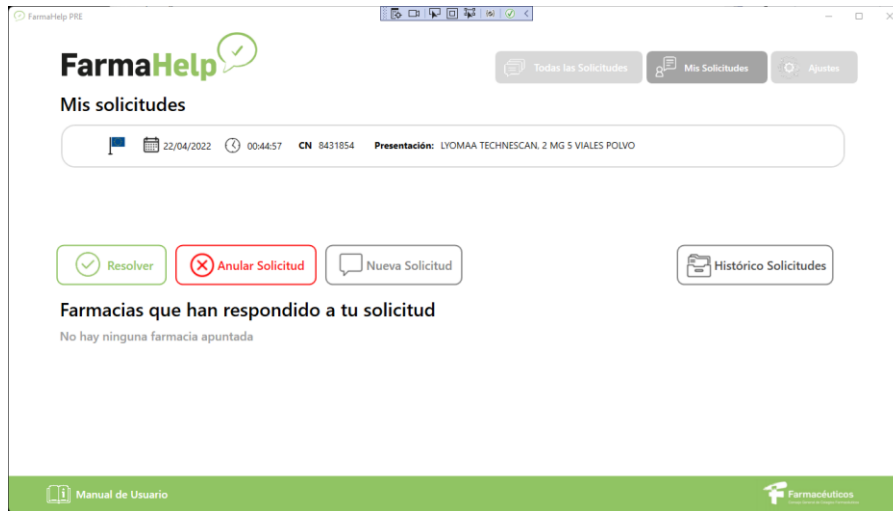 FarmaHelp PRE
FarmaHelp
Todas las Solicitudes
Mis Solicitudes
Ajustes
Mis solicitudes
22/04/2022 00:44:57 CN 8431854 Presentación: LYOMAA TECHNESCAN, 2 MG 5 VIALES POLVO
Resolver
Anular Solicitud
Nueva Solicitud
Histórico Solicitudes
Farmacias que han respondido a tu solicitud
No hay ninguna farmacia apuntada
Manual de Usuario
Farmacéuticos